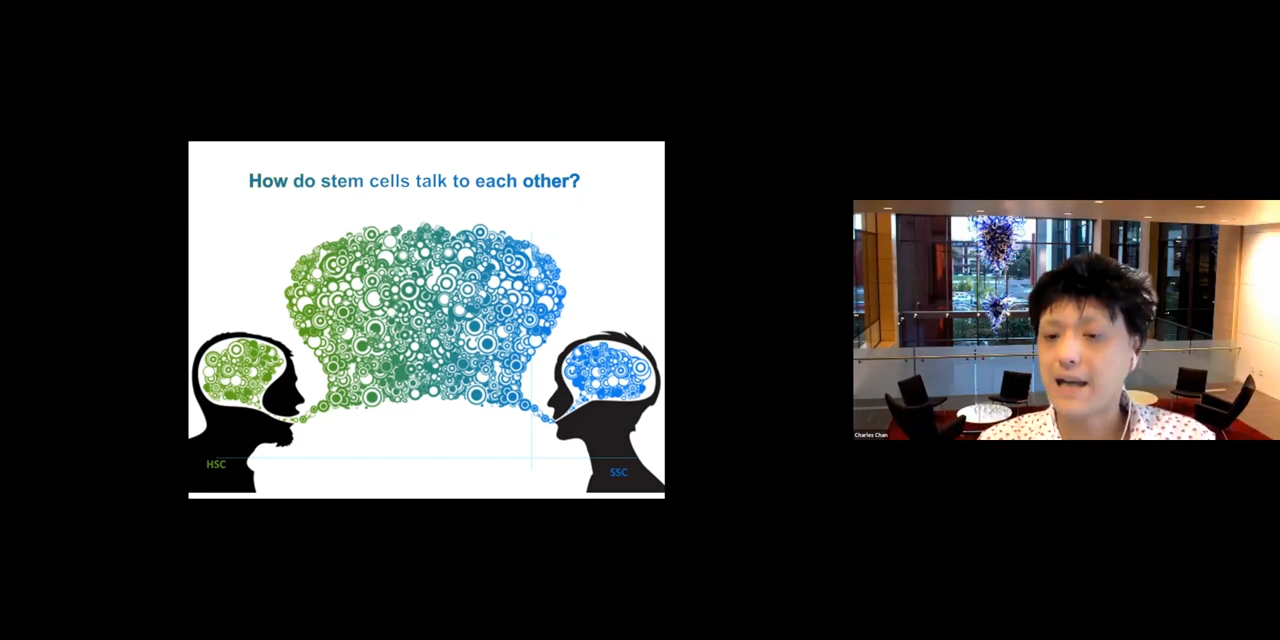 How do stem cells talk to each other?
HSC
SSC
Charles Chan